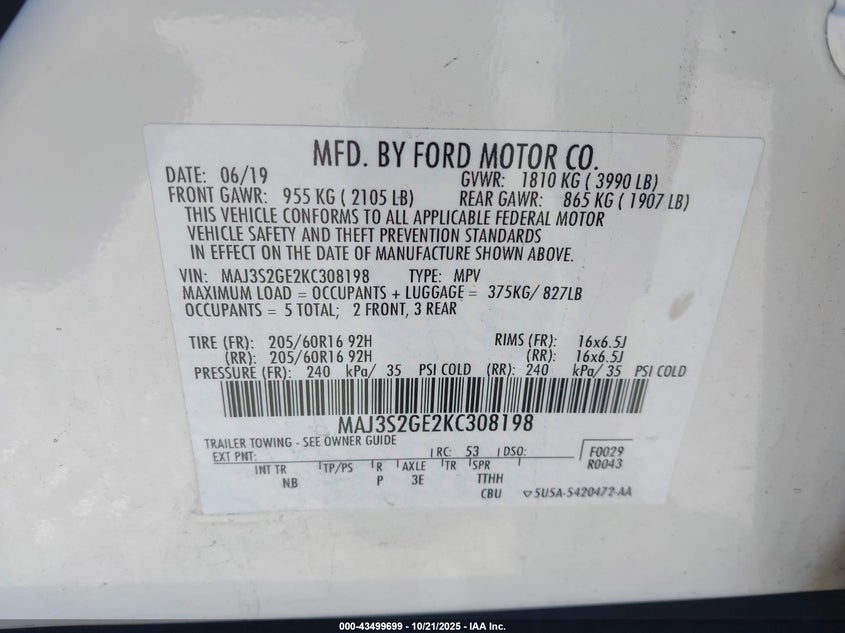 MFD. BY FORD MOTOR CO.
DATE: 06/19 GVWR: 1810 KG ( 3990 LB)
FRONT GAWR: 955 KG ( 2105 LB) REAR GAWR: 865 KG ( 1907 LB)
THIS VEHICLE CONFORMS TO ALL APPLICABLE FEDERAL MOTOR
VEHICLE SAFETY AND THEFT PREVENTION STANDARDS
IN EFFECT ON THE DATE OF MANUFACTURE SHOWN ABOVE.
VIN: MAJ3S2GE2KC308198 TYPE: MPV
MAXIMUM LOAD = OCCUPANTS + LUGGAGE = 375KG/ 827LB
OCCUPANTS = 5 TOTAL; 2 FRONT, 3 REAR
TIRE (FR): 205/60R16 92H RIMS (FR): 16x6.5J
(RR): 205/60R16 92H (RR): 16x6.5J
PRESSURE (FR): 240 kPa/ 35 PSI COLD (RR): 240 kPa/ 35 PSI COLD
MAJ3S2GE2KC308198
TRAILER TOWING - SEE OWNER GUIDE
EXT PNT: RC: 53 DSO: F0029
INT TR TP/PS R AXLE TR SPR R0043
NB P 3E TTHH
CBU 5U5A-5420472-AA
000-43499699 - 10/21/2025 - IAA Inc.